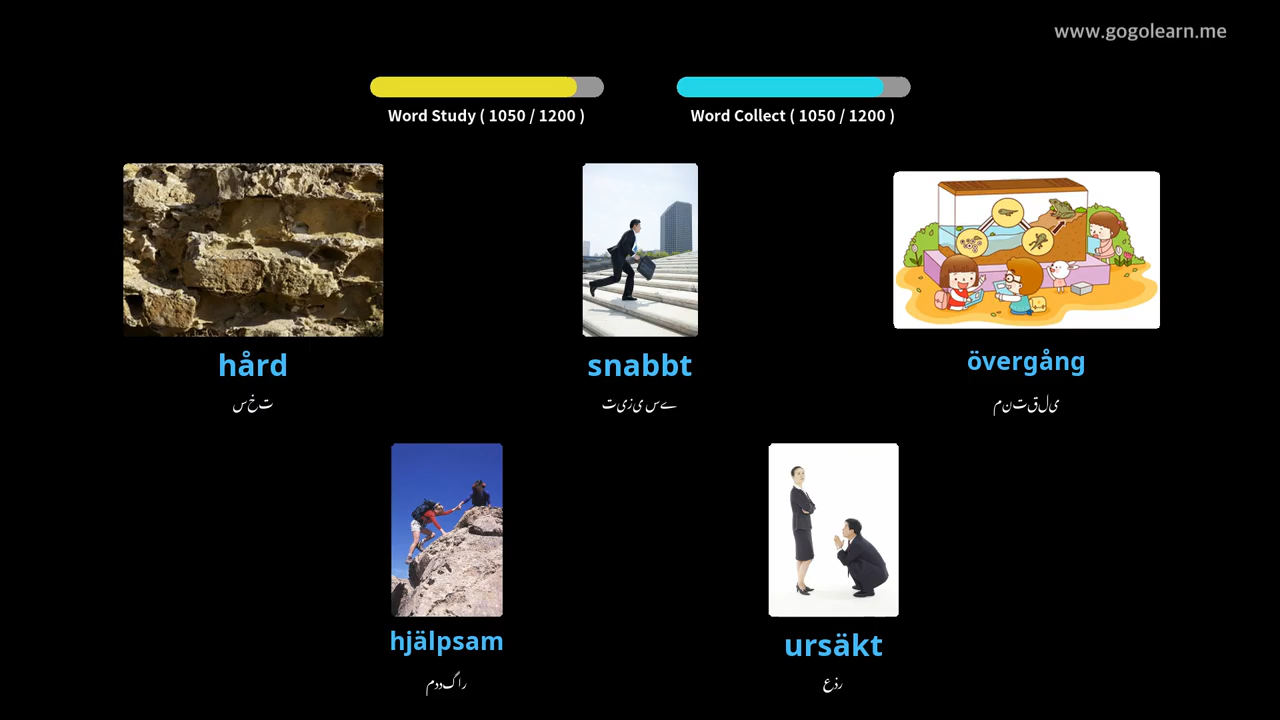 www.gogolearn.me
Word Study ( 1050 / 1200 )
Word Collect ( 1050 / 1200 )
hård
سخت
snabbt
تیزی سے
övergång
منتقلی
hjälpsam
مددگار
ursäkt
عذر